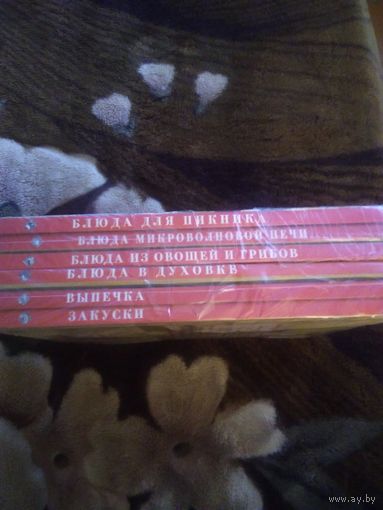 БЛЮДА ДЛЯ ПИКНИКА
БЛЮДА МИКРОВОЛНОВОЙ ПЕЧИ
БЛЮДА ИЗ ОВОЩЕЙ И ГРИБОВ
БЛЮДА В ДУХОВКЕ
ВЫПЕЧКА
ЗАКУСКИ
www.ay.by